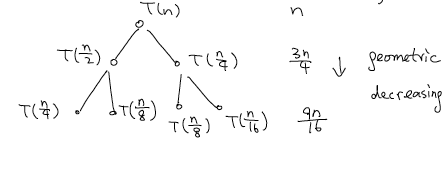 T(n) n
T(n/2) T(n/4) 3n/4 ↓ geometric
decreasing
T(n/4) T(n/8) T(n/8) T(n/16) 9n/16